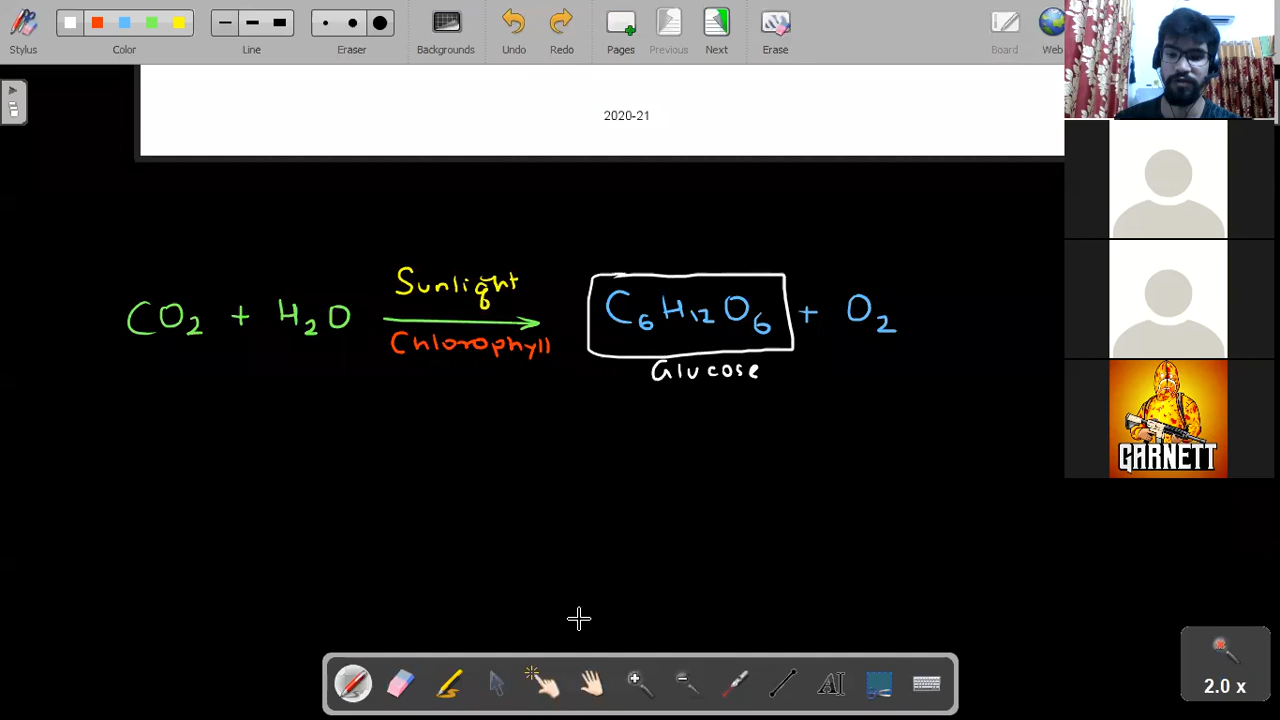 Stylus Color Line Eraser Backgrounds Undo Redo Pages Previous Next Erase Board Web
2020-21
Sunlight
CO2 + H2O → C6H12O6 + O2
Chlorophyll
Glucose
GARNETT
2.0 x